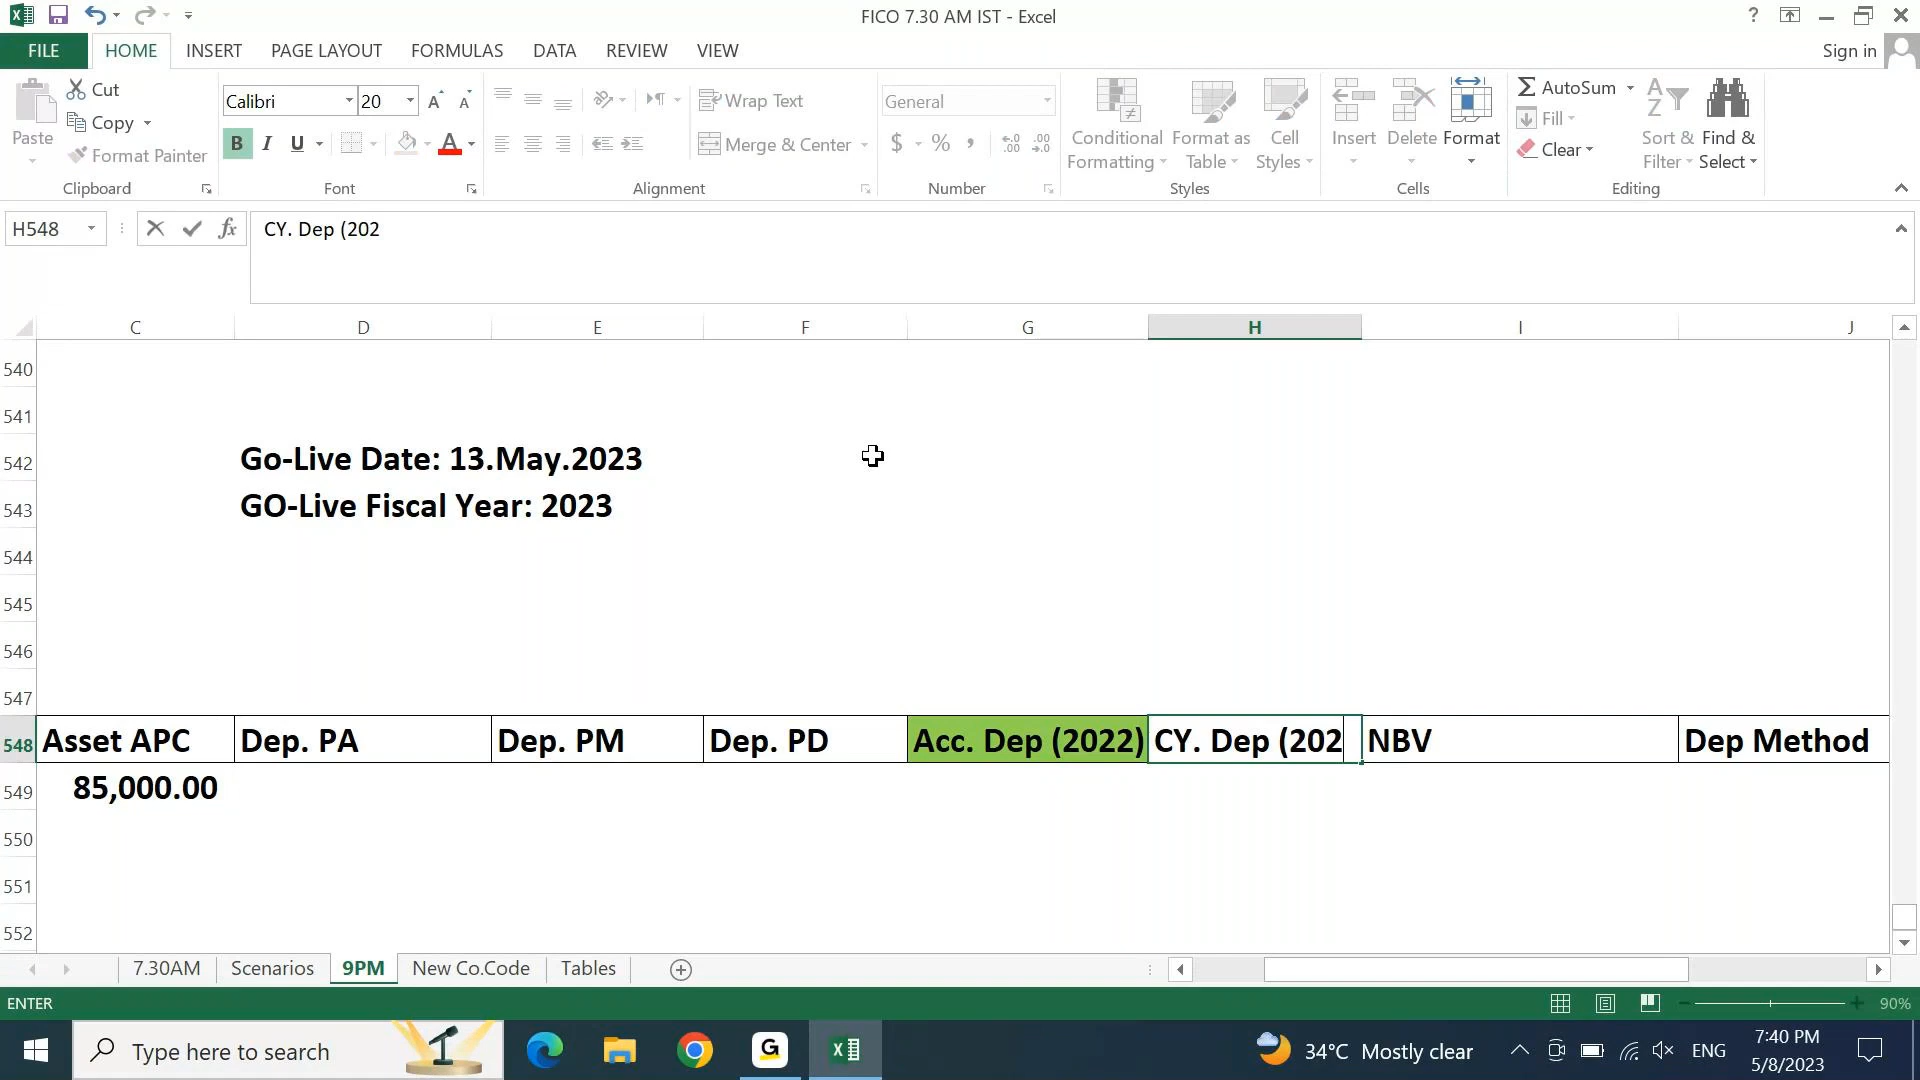 FICO 7.30 AM IST - Excel
?
FILE HOME INSERT PAGE LAYOUT FORMULAS DATA REVIEW VIEW Sign in
Paste
Cut
Copy
Format Painter
Clipboard
Calibri 20
B I U
Font
Wrap Text
Merge & Center
Alignment
General
$ % ,
Number
Conditional Formatting
Format as Table
Cell Styles
Styles
Insert Delete Format
Cells
AutoSum
Fill
Clear
Sort & Filter
Find & Select
Editing
H548 fx CY. Dep (202
C D E F G H I J
540
541
542 Go-Live Date: 13.May.2023
543 GO-Live Fiscal Year: 2023
544
545
546
547
548 Asset APC Dep. PA Dep. PM Dep. PD Acc. Dep (2022) CY. Dep (202 NBV Dep Method
549 85,000.00
550
551
552
7.30AM Scenarios 9PM New Co.Code Tables
ENTER 90%
Type here to search G 34°C Mostly clear ENG 7:40 PM
5/8/2023